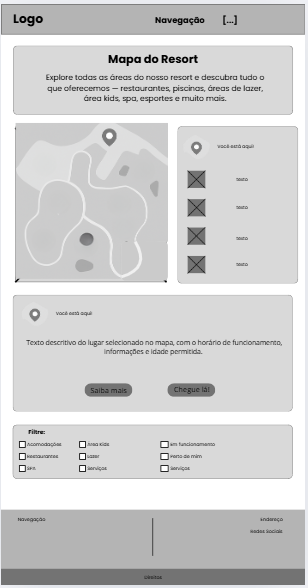 Logo
Navegação [...]
Mapa do Resort
Explore todas as áreas do nosso resort e descubra tudo o
que oferecemos — restaurantes, piscinas, áreas de lazer,
área kids, spa, esportes e muito mais.
Você está aqui!
Texto
Texto
Texto
Texto
Você está aqui!
Texto descritivo do lugar selecionado no mapa, com o horário de funcionamento,
informações e idade permitida.
Saiba mais
Chegue lá!
Filtre:
Acomodações
Área Kids
Em funcionamento
Restaurantes
Lazer
Perto de mim
SPA
Serviços
Serviços
Navegação
Endereço
Redes Sociais
Direitos